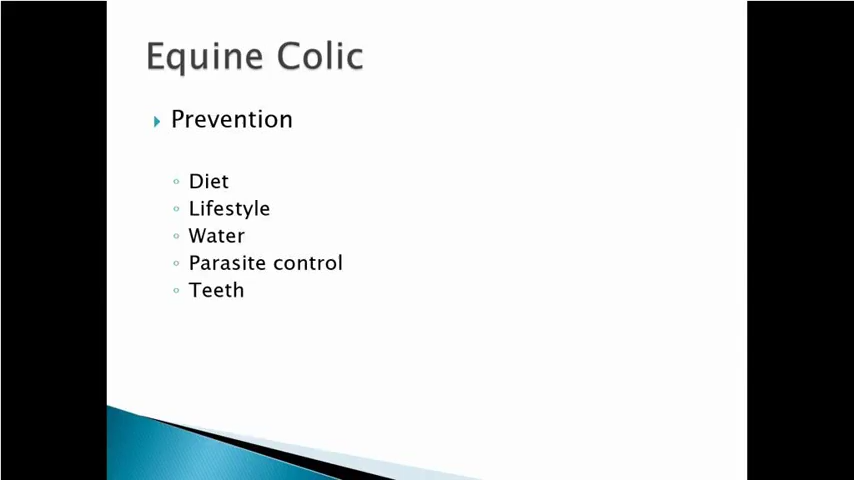 Equine Colic
Prevention
Diet
Lifestyle
Water
Parasite control
Teeth